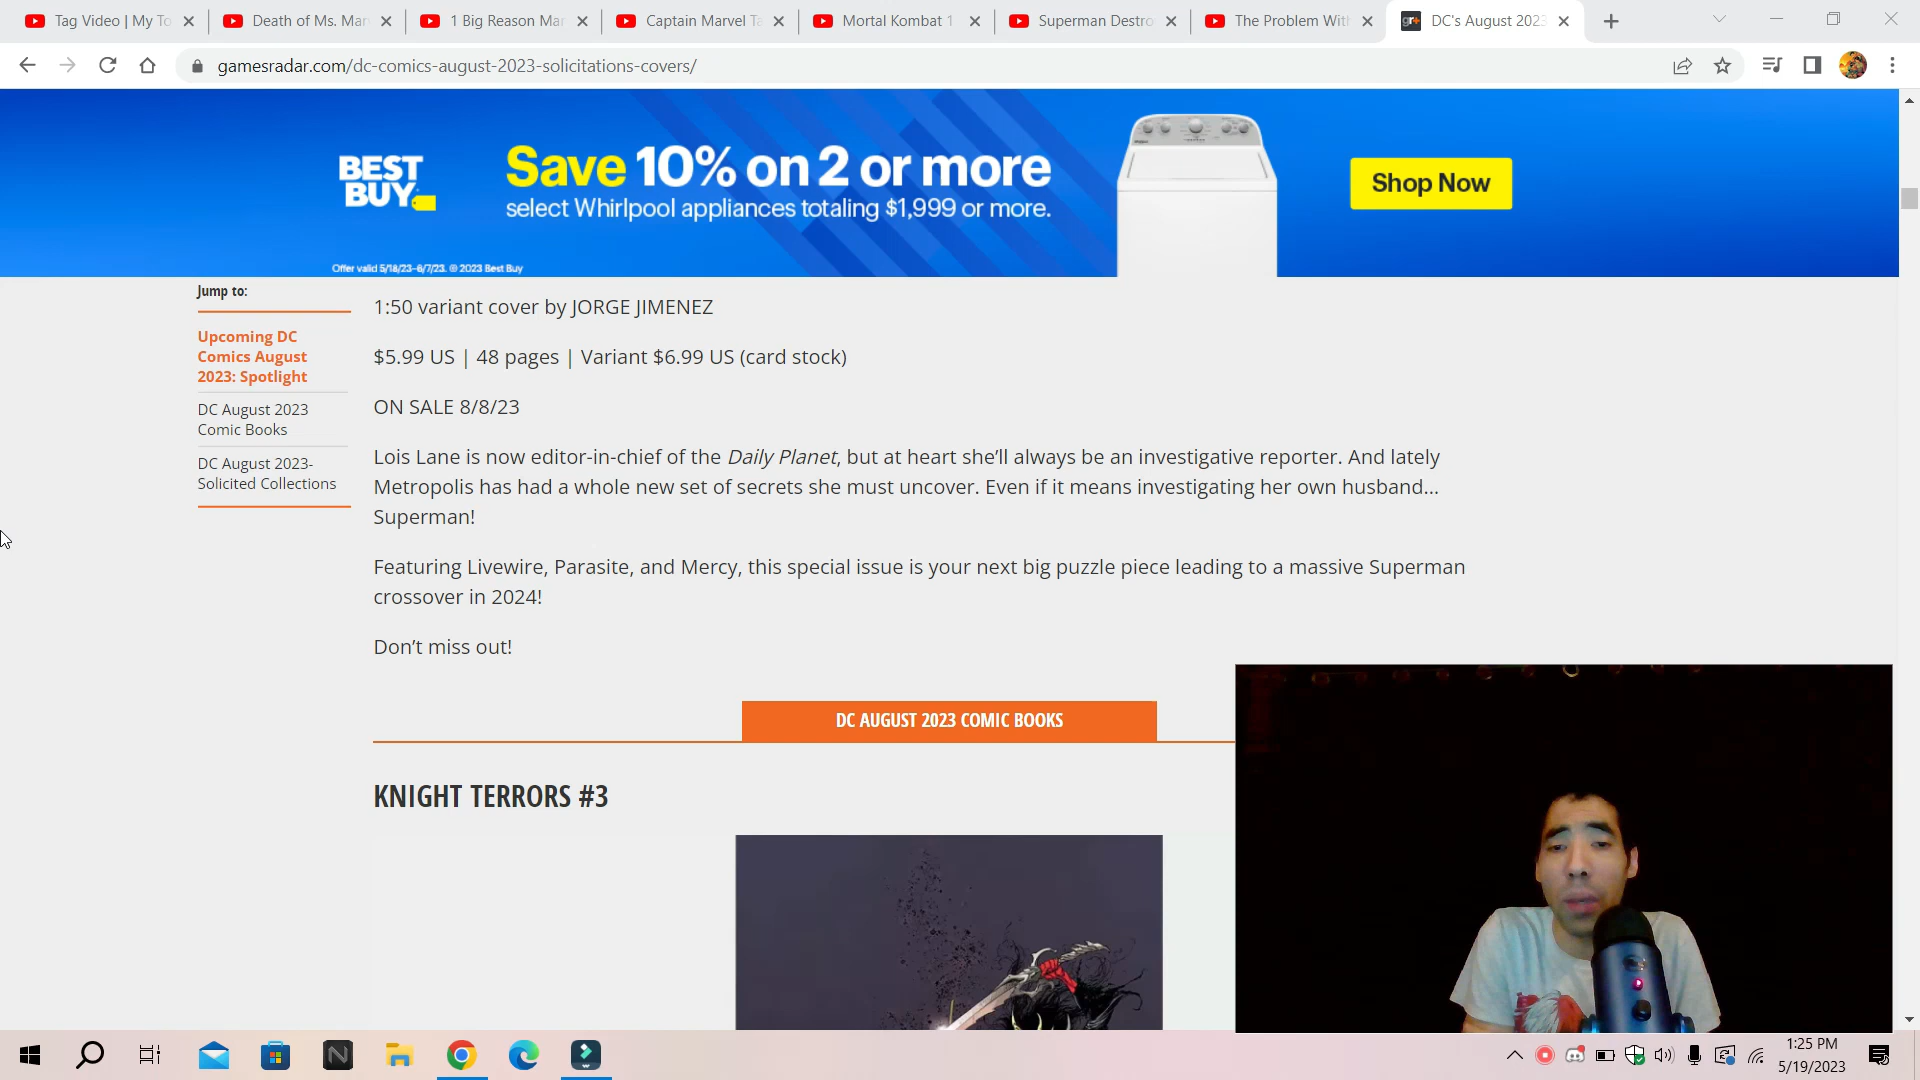 Tag Video | My To
Death of Ms. Mar
1 Big Reason Mar
Captain Marvel Ta
Mortal Kombat 1
Superman Destro
The Problem With
gr+ DC's August 2023
gamesradar.com/dc-comics-august-2023-solicitations-covers/
BEST
BUY
Save 10% on 2 or more
select Whirlpool appliances totaling $1,999 or more.
Shop Now
Offer valid 5/18/23-6/7/23. © 2023 Best Buy
Jump to:
Upcoming DC
Comics August
2023: Spotlight
DC August 2023
Comic Books
DC August 2023-
Solicited Collections
1:50 variant cover by JORGE JIMENEZ
$5.99 US | 48 pages | Variant $6.99 US (card stock)
ON SALE 8/8/23
Lois Lane is now editor-in-chief of the Daily Planet, but at heart she’ll always be an investigative reporter. And lately
Metropolis has had a whole new set of secrets she must uncover. Even if it means investigating her own husband…
Superman!
Featuring Livewire, Parasite, and Mercy, this special issue is your next big puzzle piece leading to a massive Superman
crossover in 2024!
Don’t miss out!
DC AUGUST 2023 COMIC BOOKS
KNIGHT TERRORS #3
1:25 PM
5/19/2023